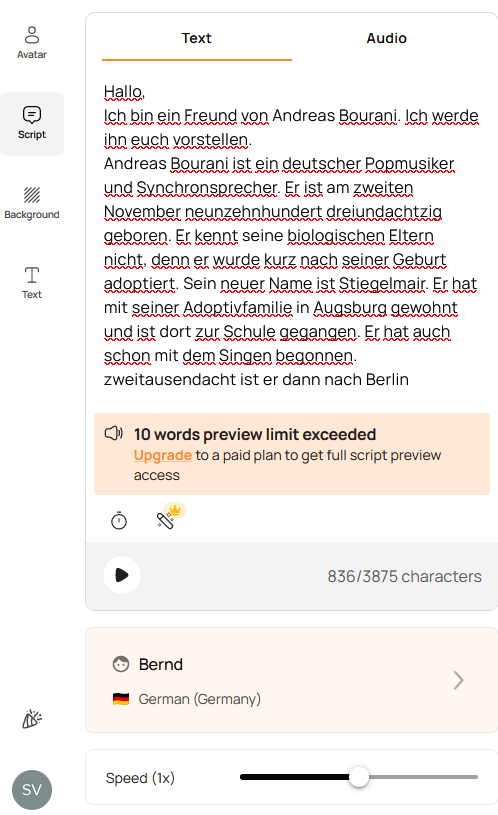 Avatar
Script
Background
Text
Text
Audio
Hallo,
Ich bin ein Freund von Andreas Bourani. Ich werde
ihn euch vorstellen.
Andreas Bourani ist ein deutscher Popmusiker
und Synchronsprecher. Er ist am zweiten
November neunzehnhundert dreiundachtzig
geboren. Er kennt seine biologischen Eltern
nicht, denn er wurde kurz nach seiner Geburt
adoptiert. Sein neuer Name ist Stiegelmair. Er hat
mit seiner Adoptivfamilie in Augsburg gewohnt
und ist dort zur Schule gegangen. Er hat auch
schon mit dem Singen begonnen.
zweitausendacht ist er dann nach Berlin
10 words preview limit exceeded
Upgrade to a paid plan to get full script preview
access
836/3875 characters
Bernd
German (Germany)
SV
Speed (1x)